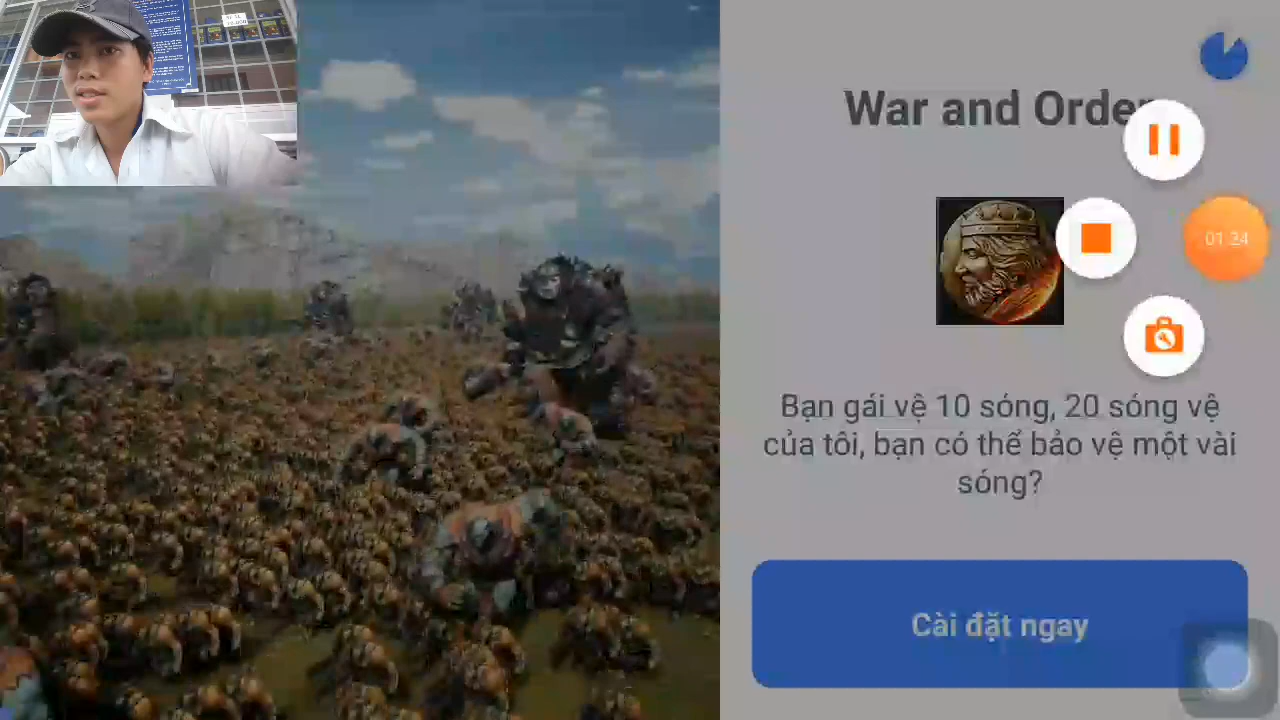 War and Order
01:24
Bạn gái vệ 10 sóng, 20 sóng vệ
của tôi, bạn có thể bảo vệ một vài
sóng?
Cài đặt ngay